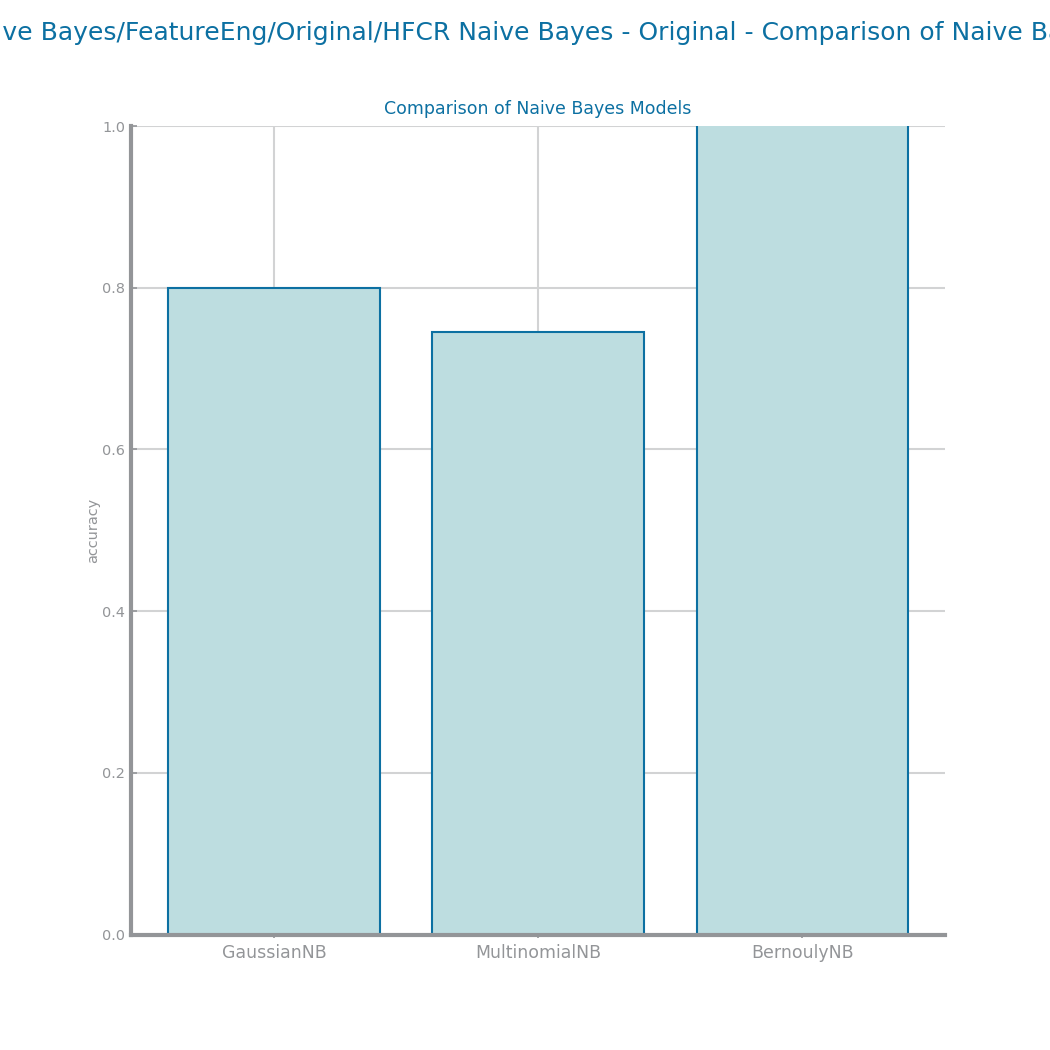 ve Bayes/FeatureEng/Original/HFCR Naive Bayes - Original - Comparison of Naive B
Comparison of Naive Bayes Models
1.0
0.8
0.6
0.4
0.2
0.0
accuracy
GaussianNB MultinomialNB BernoulyNB